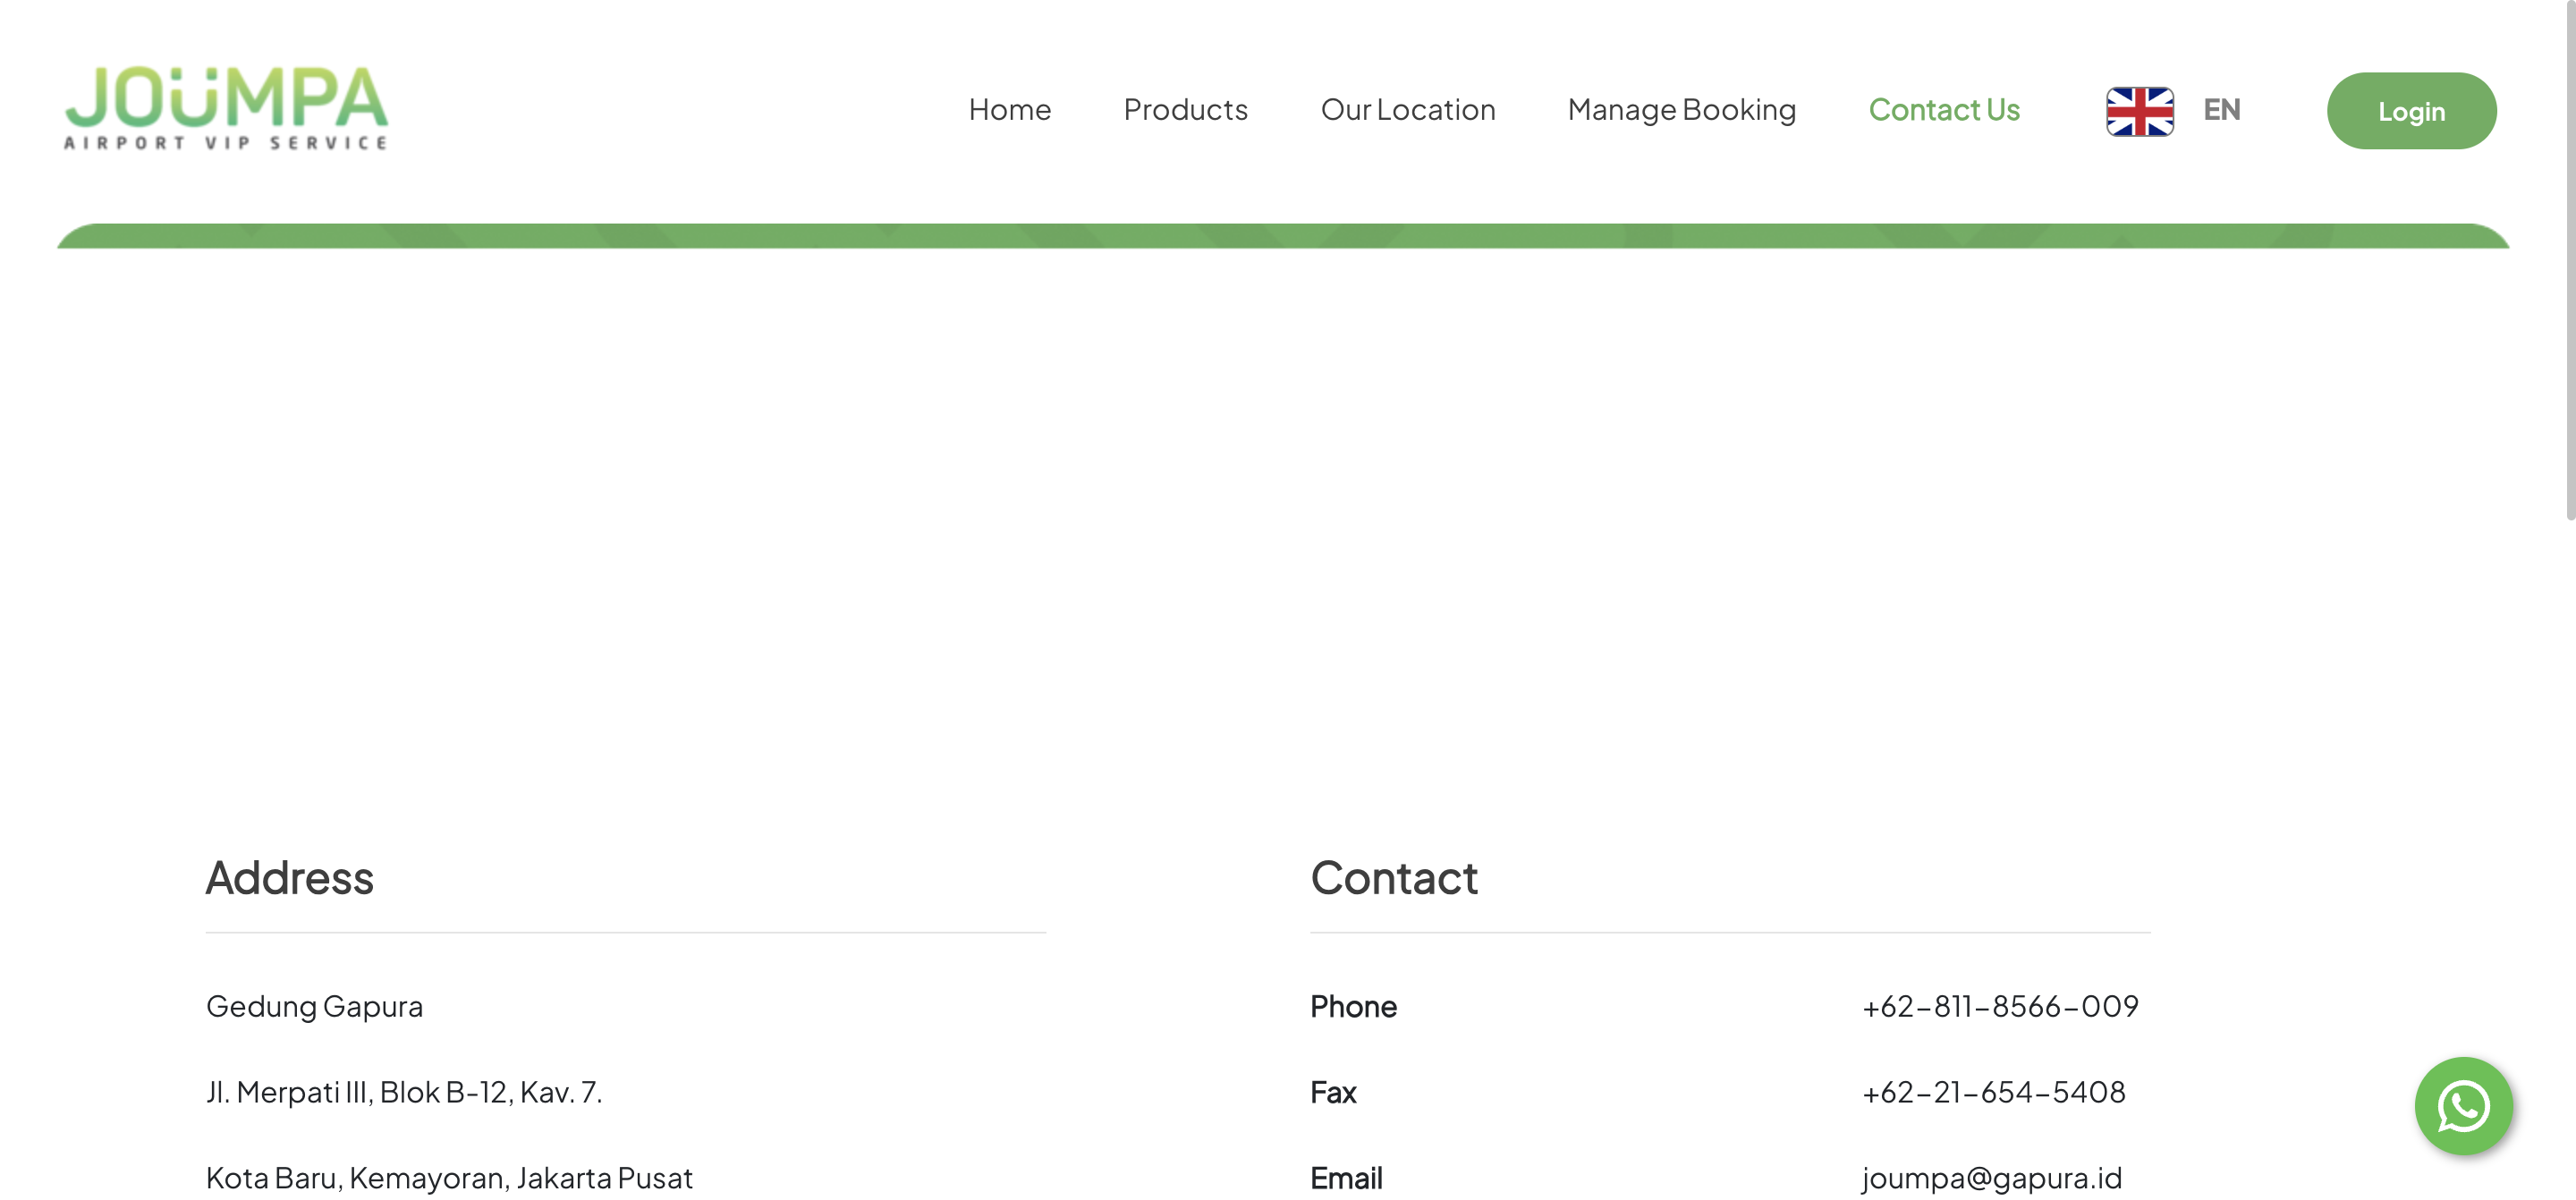 JOÜMPA
AIRPORT VIP SERVICE
Home
Products
Our Location
Manage Booking
Contact Us
EN
Login
Address
Gedung Gapura
Jl. Merpati III, Blok B-12, Kav. 7.
Kota Baru, Kemayoran, Jakarta Pusat
Contact
Phone +62-811-8566-009
Fax +62-21-654-5408
Email joumpa@gapura.id